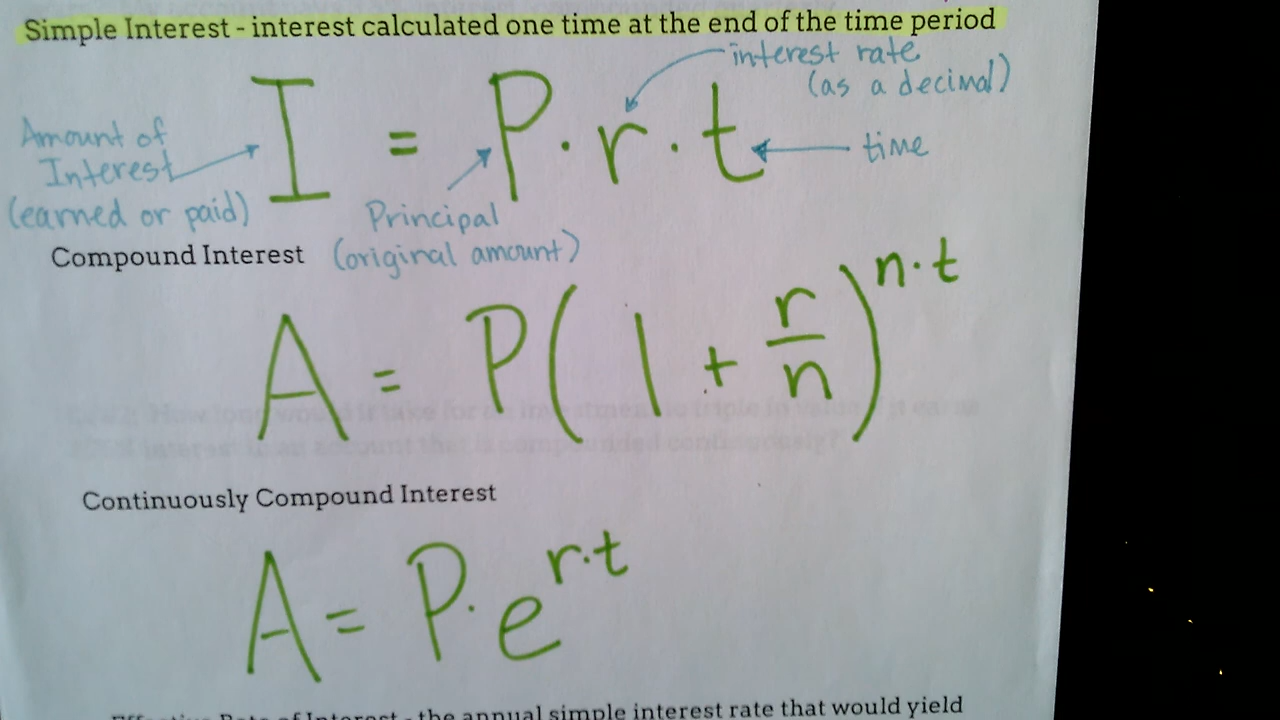 Simple Interest - interest calculated one time at the end of the time period
interest rate
(as a decimal)
Amount of
Interest
(earned or paid)
I = P · r · t
time
Principal
(original amount)
Compound Interest
A = P(1 + r/n)^n·t
Continuously Compound Interest
A = P · e^r·t
Rate of Interest - the annual simple interest rate that would yield